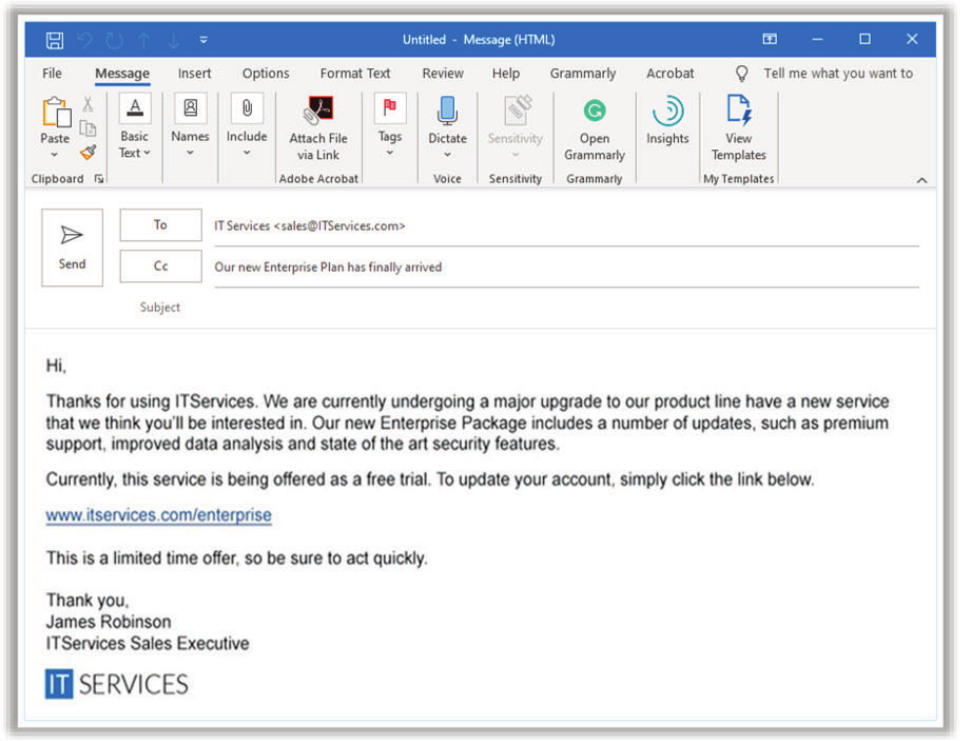 Untitled - Message (HTML)
File Message Insert Options Format Text Review Help Grammarly Acrobat Tell me what you want to
Paste
Basic Text
Names
Include
Attach File via Link
Tags
Dictate
Sensitivity
Open Grammarly
Insights
View Templates
Clipboard Adobe Acrobat Voice Sensitivity Grammarly My Templates
Send
To IT Services <sales@ITServices.com>
Cc Our new Enterprise Plan has finally arrived
Subject
Hi,
Thanks for using ITServices. We are currently undergoing a major upgrade to our product line have a new service
that we think you'll be interested in. Our new Enterprise Package includes a number of updates, such as premium
support, improved data analysis and state of the art security features.
Currently, this service is being offered as a free trial. To update your account, simply click the link below.
www.itservices.com/enterprise
This is a limited time offer, so be sure to act quickly.
Thank you,
James Robinson
ITServices Sales Executive
IT SERVICES